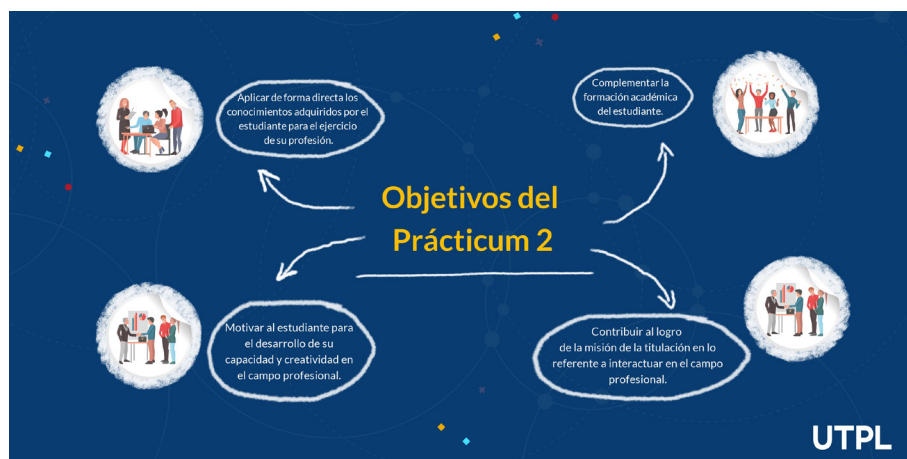 Aplicar de forma directa los
conocimientos adquiridos por el
estudiante para el ejercicio
de su profesión.
Complementar la
formación académica
del estudiante.
Objetivos del
Prácticum 2
Motivar al estudiante para
el desarrollo de su
capacidad y creatividad en
el campo profesional.
Contribuir al logro
de la misión de la titulación en lo
referente a interactuar en el campo
profesional.
UTPL